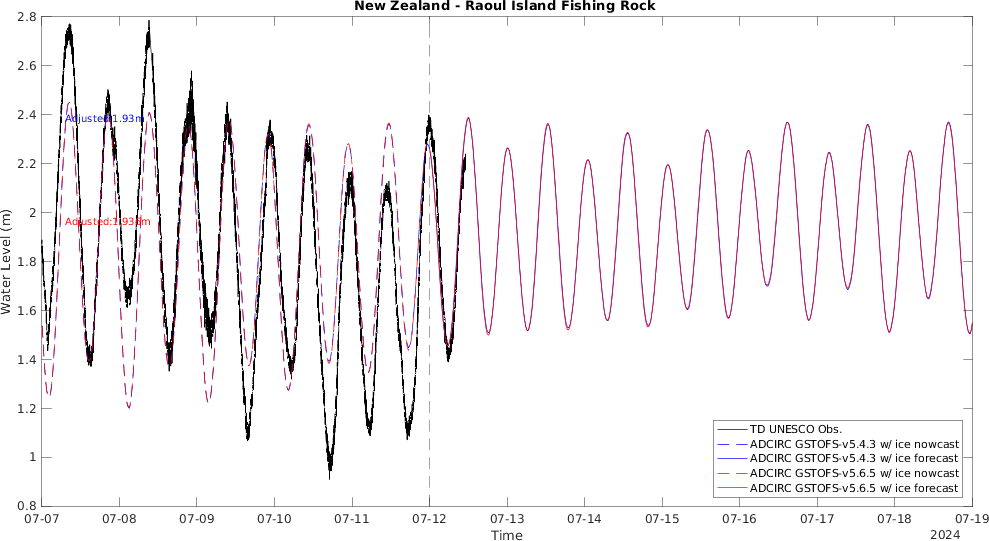 New Zealand - Raoul Island Fishing Rock
2.8
2.6
2.4
2.2
2
1.8
1.6
1.4
1.2
1
0.8
Water Level (m)
Adjusted:1.93m
TD UNESCO Obs.
ADCIRC GSTOFS-v5.4.3 w/ ice nowcast
ADCIRC GSTOFS-v5.4.3 w/ ice forecast
ADCIRC GSTOFS-v5.6.5 w/ ice nowcast
ADCIRC GSTOFS-v5.6.5 w/ ice forecast
07-07 07-08 07-09 07-10 07-11 07-12 07-13 07-14 07-15 07-16 07-17 07-18 07-19
Time
2024